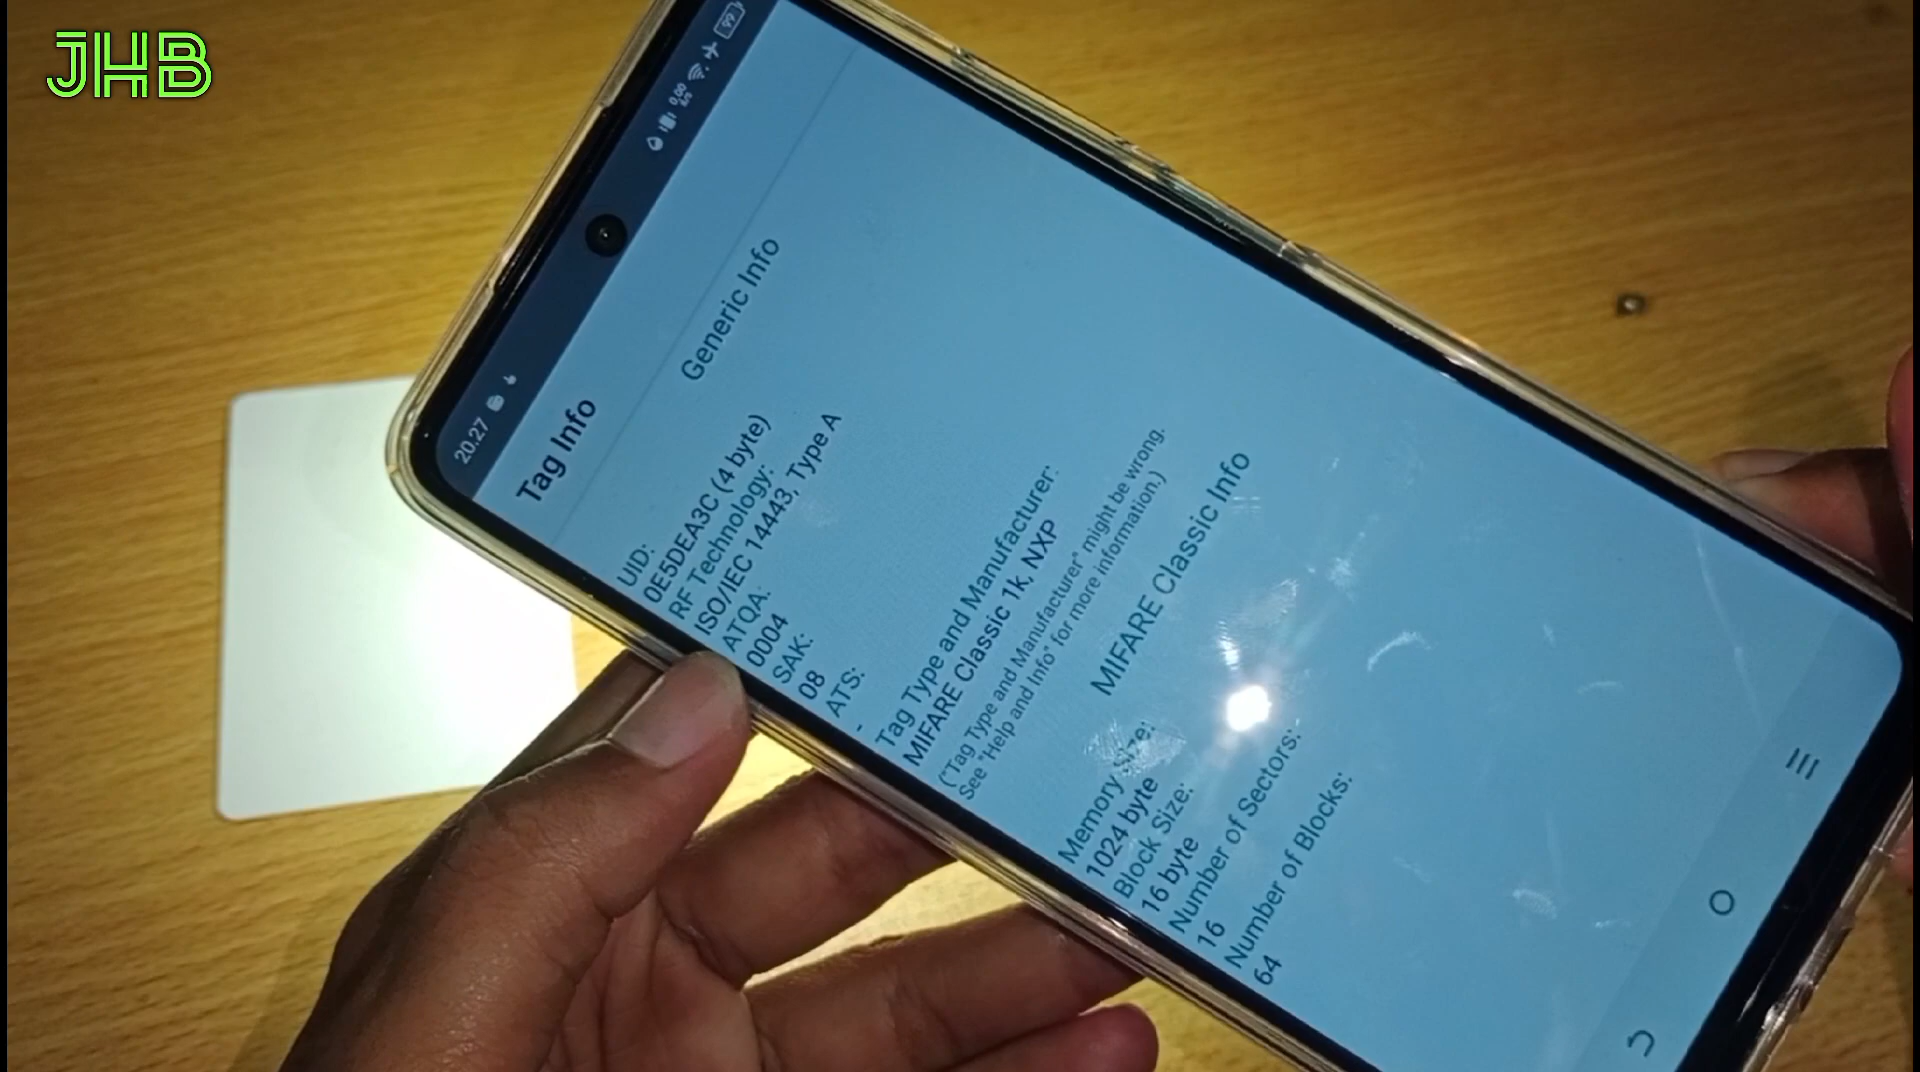 JHB
20.27
0.00
99
Tag Info
Generic Info
UID:
0E5DEA3C (4 byte)
RF Technology:
ISO/IEC 14443, Type A
ATQA:
0004
SAK:
08
ATS:
-
Tag Type and Manufacturer:
MIFARE Classic 1k, NXP
("Tag Type and Manufacturer" might be wrong.
See "Help and Info" for more information.)
MIFARE Classic Info
Memory Size:
1024 byte
Block Size:
16 byte
Number of Sectors:
16
Number of Blocks:
64